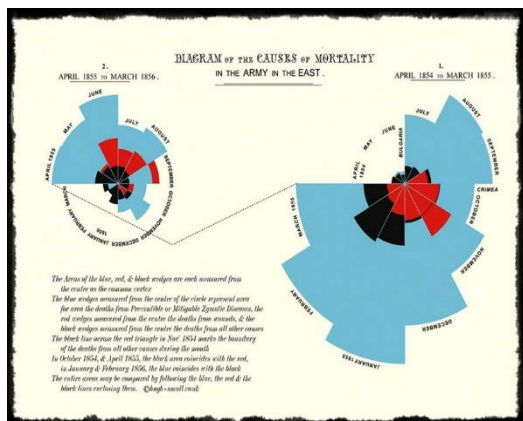 DIAGRAM OF THE CAUSES OF MORTALITY
IN THE ARMY IN THE EAST.
2.
APRIL 1855 TO MARCH 1856.
1.
APRIL 1854 TO MARCH 1855.
APRIL 1855
MAY
JUNE
JULY
AUGUST
SEPTEMBER
OCTOBER
NOVEMBER
DECEMBER
JANUARY
1856
FEBRUARY
MARCH
APRIL
1854
MAY
JUNE
BULGARIA
JULY
AUGUST
SEPTEMBER
CRIMEA
OCTOBER
NOVEMBER
DECEMBER
JANUARY 1855
FEBRUARY
MARCH 1855
The Areas of the blue, red, & black wedges are each measured from
the centre as the common vertex
The blue wedges measured from the centre of the circle represent area
for area the deaths from Preventible or Mitigable Zymotic Diseases, the
red wedges measured from the centre the deaths from wounds, & the
black wedges measured from the centre the deaths from all other causes
The black line across the red triangle in Nov' 1854 marks the boundary
of the deaths from all other causes during the month
In October 1854, & April 1855, the black area coincides with the red,
in January & February 1856, the blue coincides with the black
The entire areas may be compared by following the blue, the red & the
black lines enclosing them.